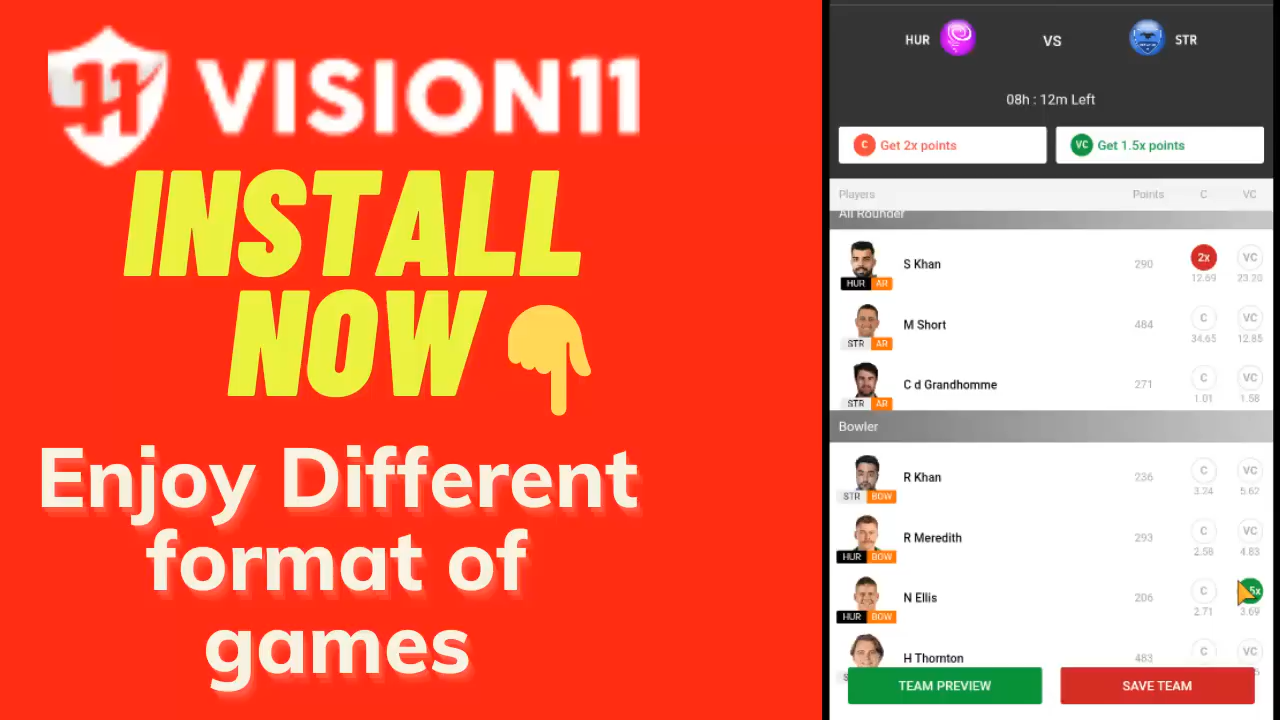 VISION11
INSTALL
NOW
Enjoy Different
format of
games
HUR VS STR
08h : 12m Left
C Get 2x points VC Get 1.5x points
Players Points C VC
All Rounder
S Khan 290 2x VC
HUR AR 12.69 23.20
M Short 484 C VC
STR AR 34.65 12.85
C d Grandhomme 271 C VC
STR AR 1.01 1.58
Bowler
R Khan 236 C VC
STR BOW 3.24 5.62
R Meredith 293 C VC
HUR BOW 2.58 4.83
N Ellis 206 C 5x
HUR BOW 2.71 3.69
H Thornton 483 C VC
TEAM PREVIEW SAVE TEAM